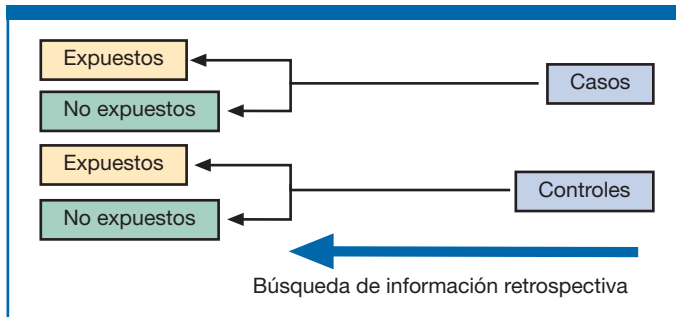 Expuestos
Casos
No expuestos
Expuestos
Controles
No expuestos
Búsqueda de información retrospectiva